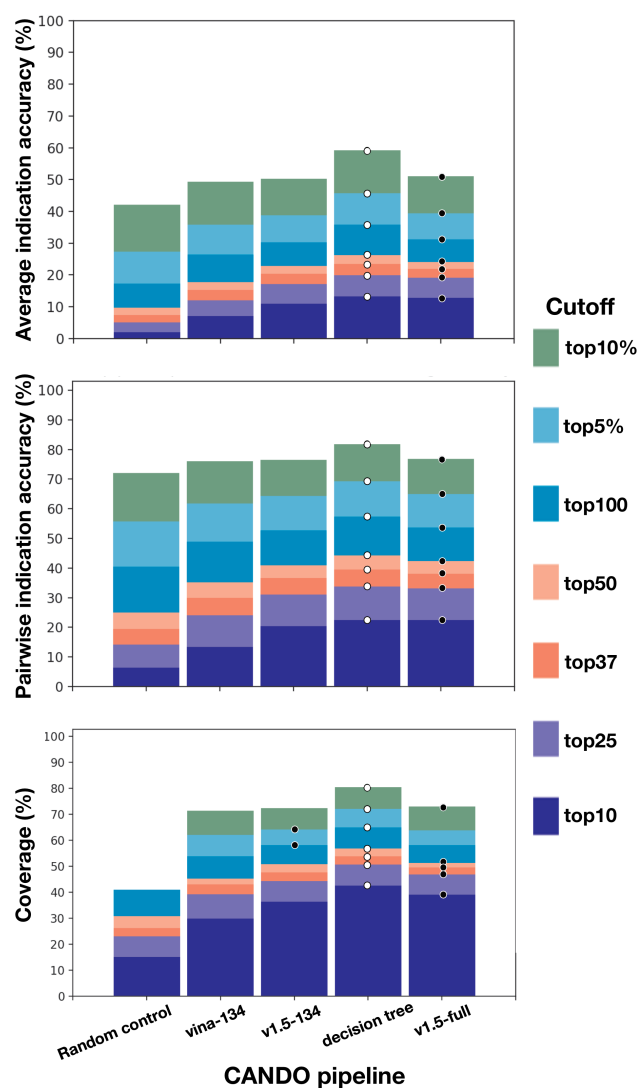 Average indication accuracy (%)
100
90
80
70
60
50
40
30
20
10
0
Pairwise indication accuracy (%)
100
90
80
70
60
50
40
30
20
10
0
Coverage (%)
100
90
80
70
60
50
40
30
20
10
0
Random control
vina-134
v1.5-134
decision tree
v1.5-full
CANDO pipeline
Cutoff
top10%
top5%
top100
top50
top37
top25
top10